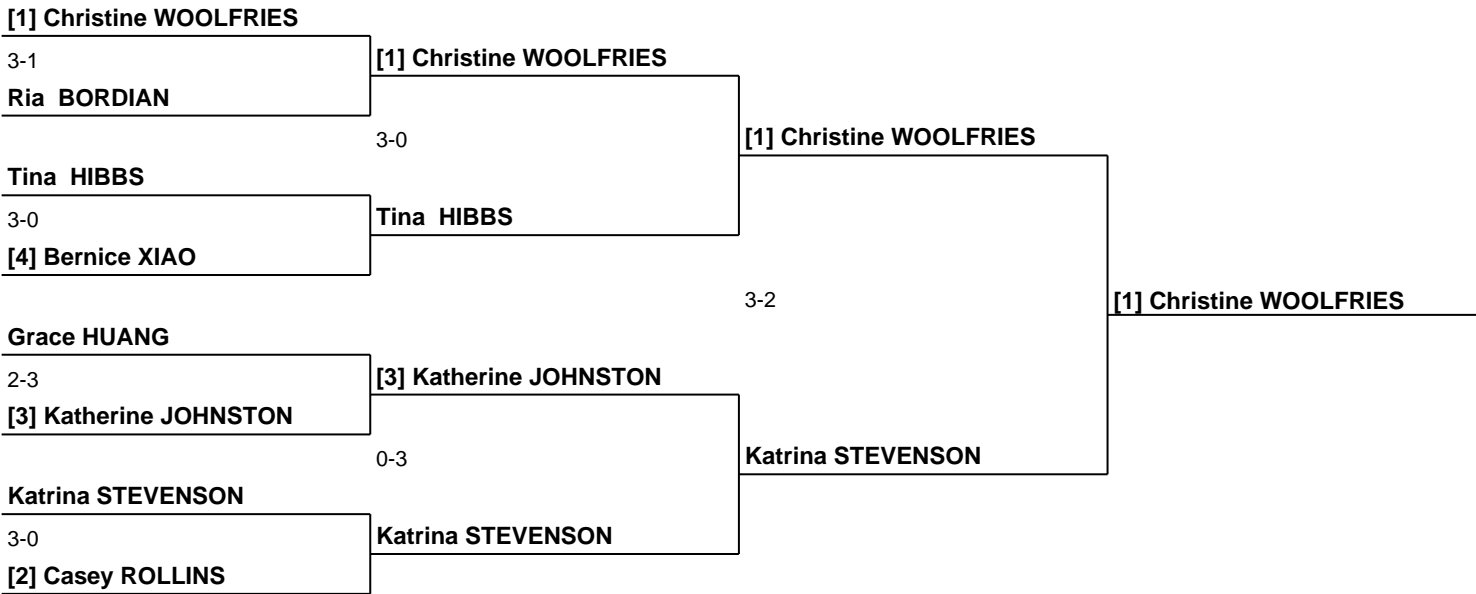 [1] Christine WOOLFRIES
3-1
[1] Christine WOOLFRIES
Ria BORDIAN
3-0
[1] Christine WOOLFRIES
Tina HIBBS
3-0
Tina HIBBS
[4] Bernice XIAO
3-2
[1] Christine WOOLFRIES
Grace HUANG
2-3
[3] Katherine JOHNSTON
[3] Katherine JOHNSTON
0-3
Katrina STEVENSON
Katrina STEVENSON
3-0
Katrina STEVENSON
[2] Casey ROLLINS